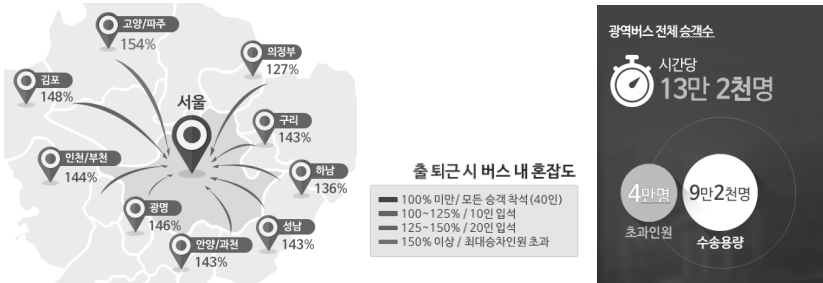 고양/파주
154%
의정부
127%
김포
148%
서울
구리
143%
인천/부천
144%
하남
136%
광명
146%
성남
143%
안양/과천
143%
출 퇴근 시 버스 내 혼잡도
100% 미만/ 모든 승객 착석 (40인)
100~125% / 10인 입석
125~150% / 20인 입석
150% 이상 / 최대승차인원 초과
광역버스 전체 승객수
시간당
13만 2천명
4만명
초과인원
9만2천명
수송용량